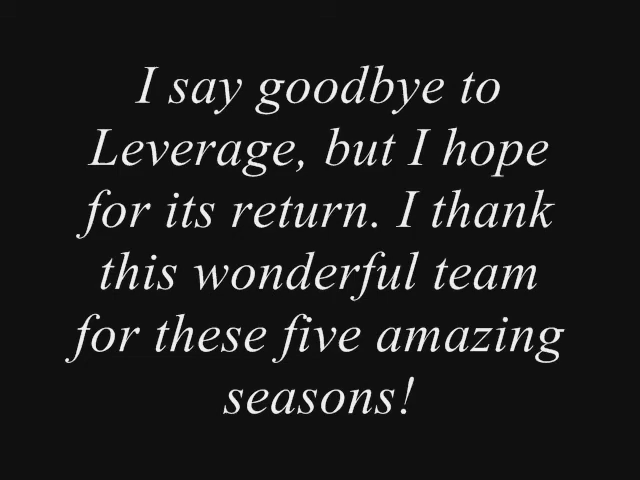 I say goodbye to
Leverage, but I hope
for its return. I thank
this wonderful team
for these five amazing
seasons!